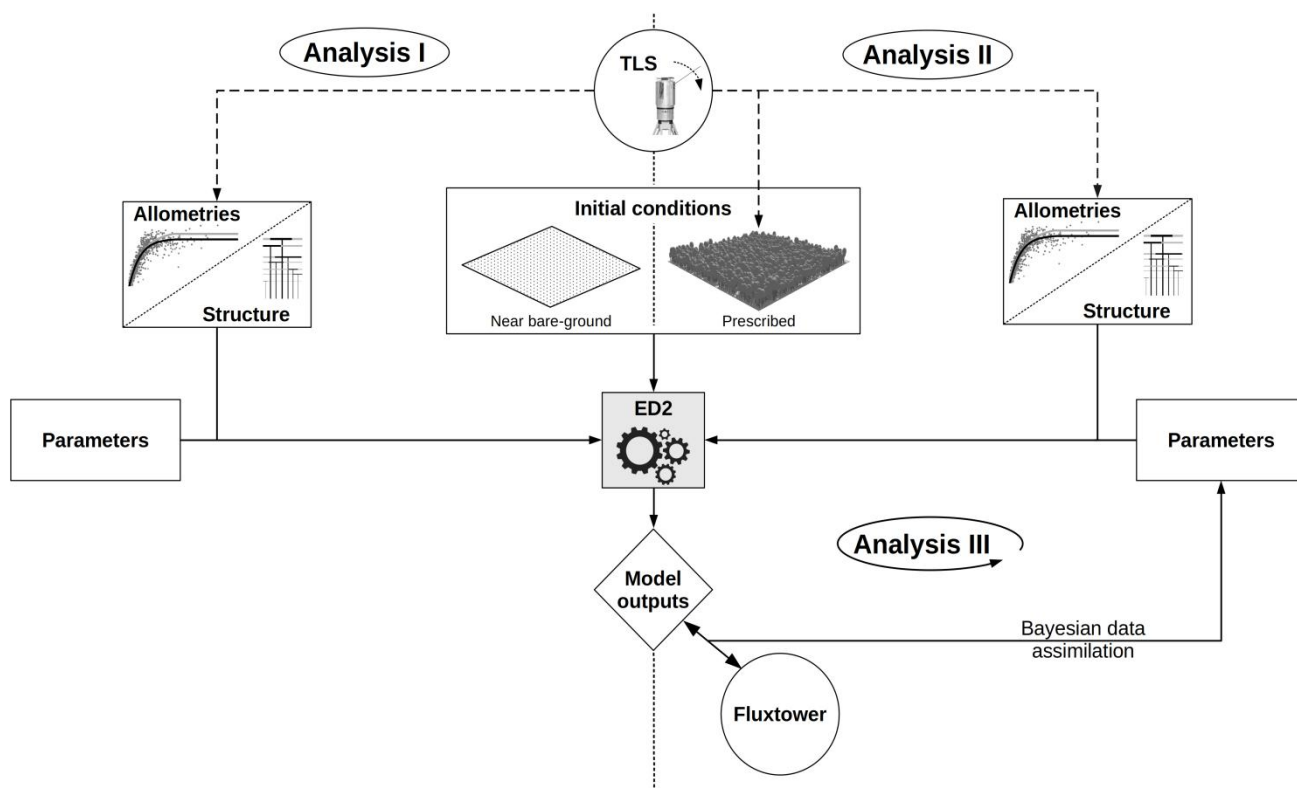 Analysis I
TLS
Analysis II
Allometries
Structure
Initial conditions
Near bare-ground
Prescribed
Allometries
Structure
Parameters
ED2
Parameters
Analysis III
Model
outputs
Bayesian data
assimilation
Fluxtower